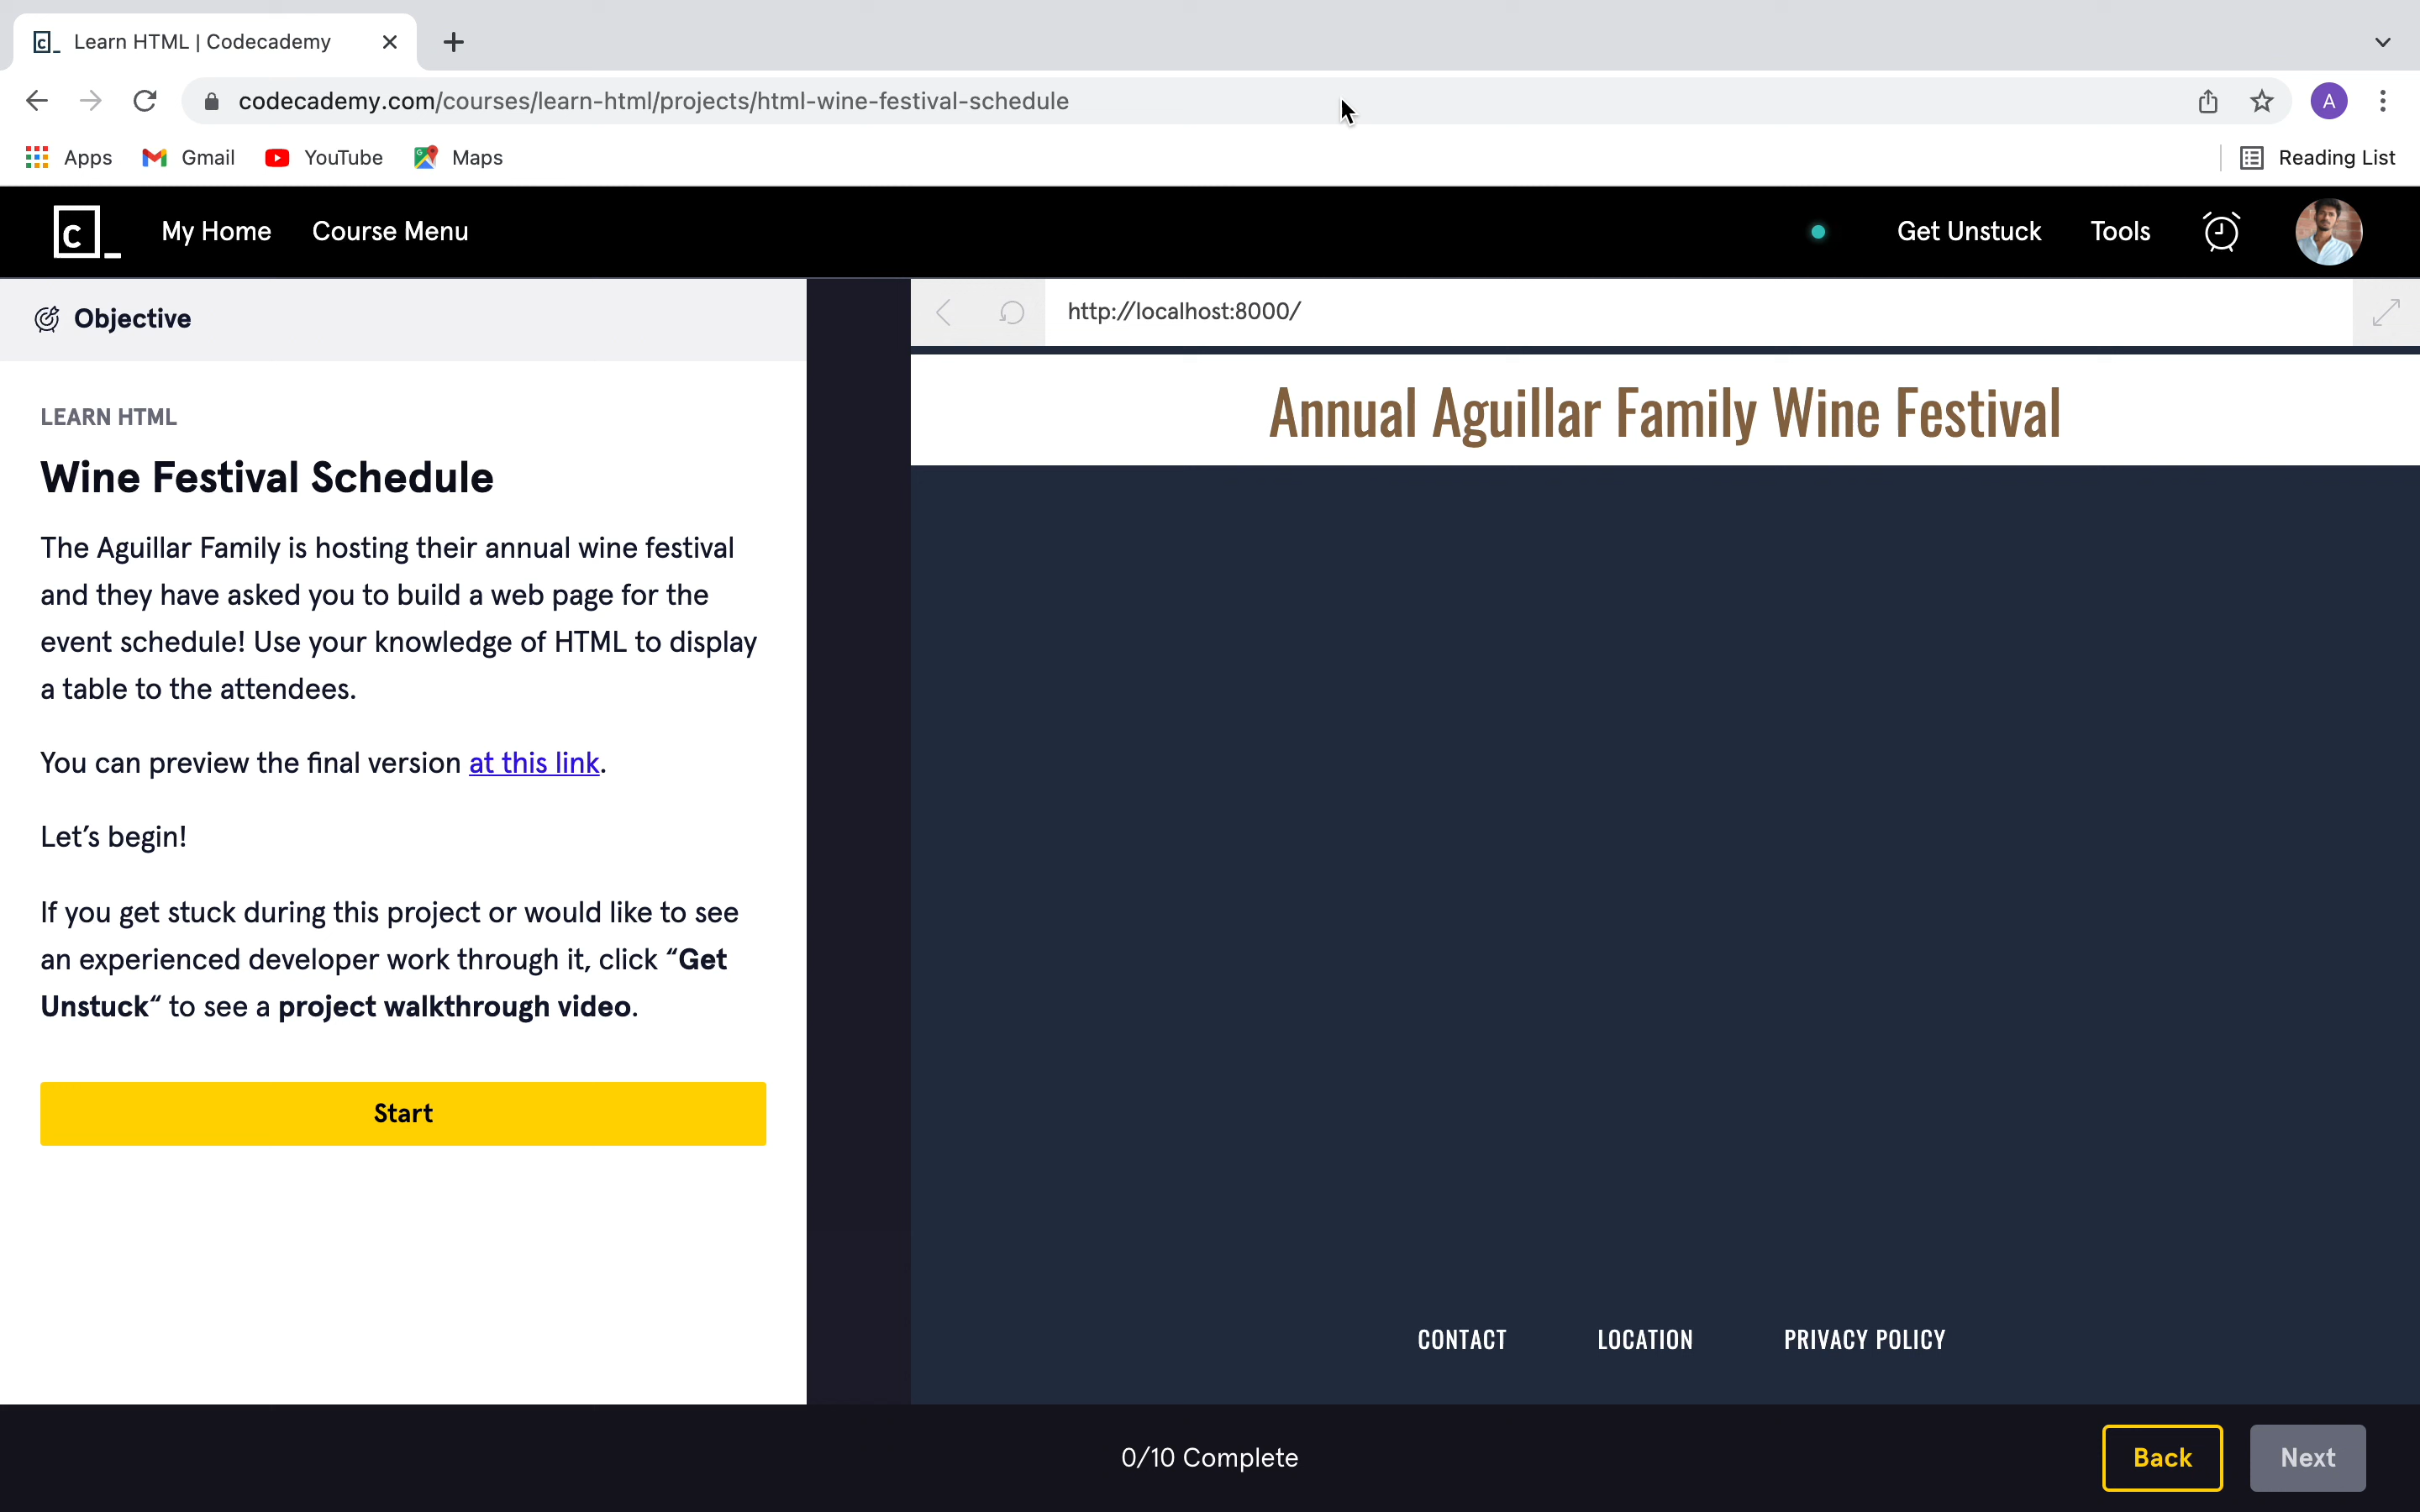 Learn HTML | Codecademy
codecademy.com/courses/learn-html/projects/html-wine-festival-schedule
A
Apps
Gmail
YouTube
Maps
Reading List
c
My Home
Course Menu
Get Unstuck
Tools
Objective
http://localhost:8000/
LEARN HTML
Wine Festival Schedule
The Aguillar Family is hosting their annual wine festival
and they have asked you to build a web page for the
event schedule! Use your knowledge of HTML to display
a table to the attendees.
You can preview the final version at this link.
Let’s begin!
If you get stuck during this project or would like to see
an experienced developer work through it, click “Get
Unstuck“ to see a project walkthrough video.
Start
Annual Aguillar Family Wine Festival
CONTACT
LOCATION
PRIVACY POLICY
0/10 Complete
Back
Next